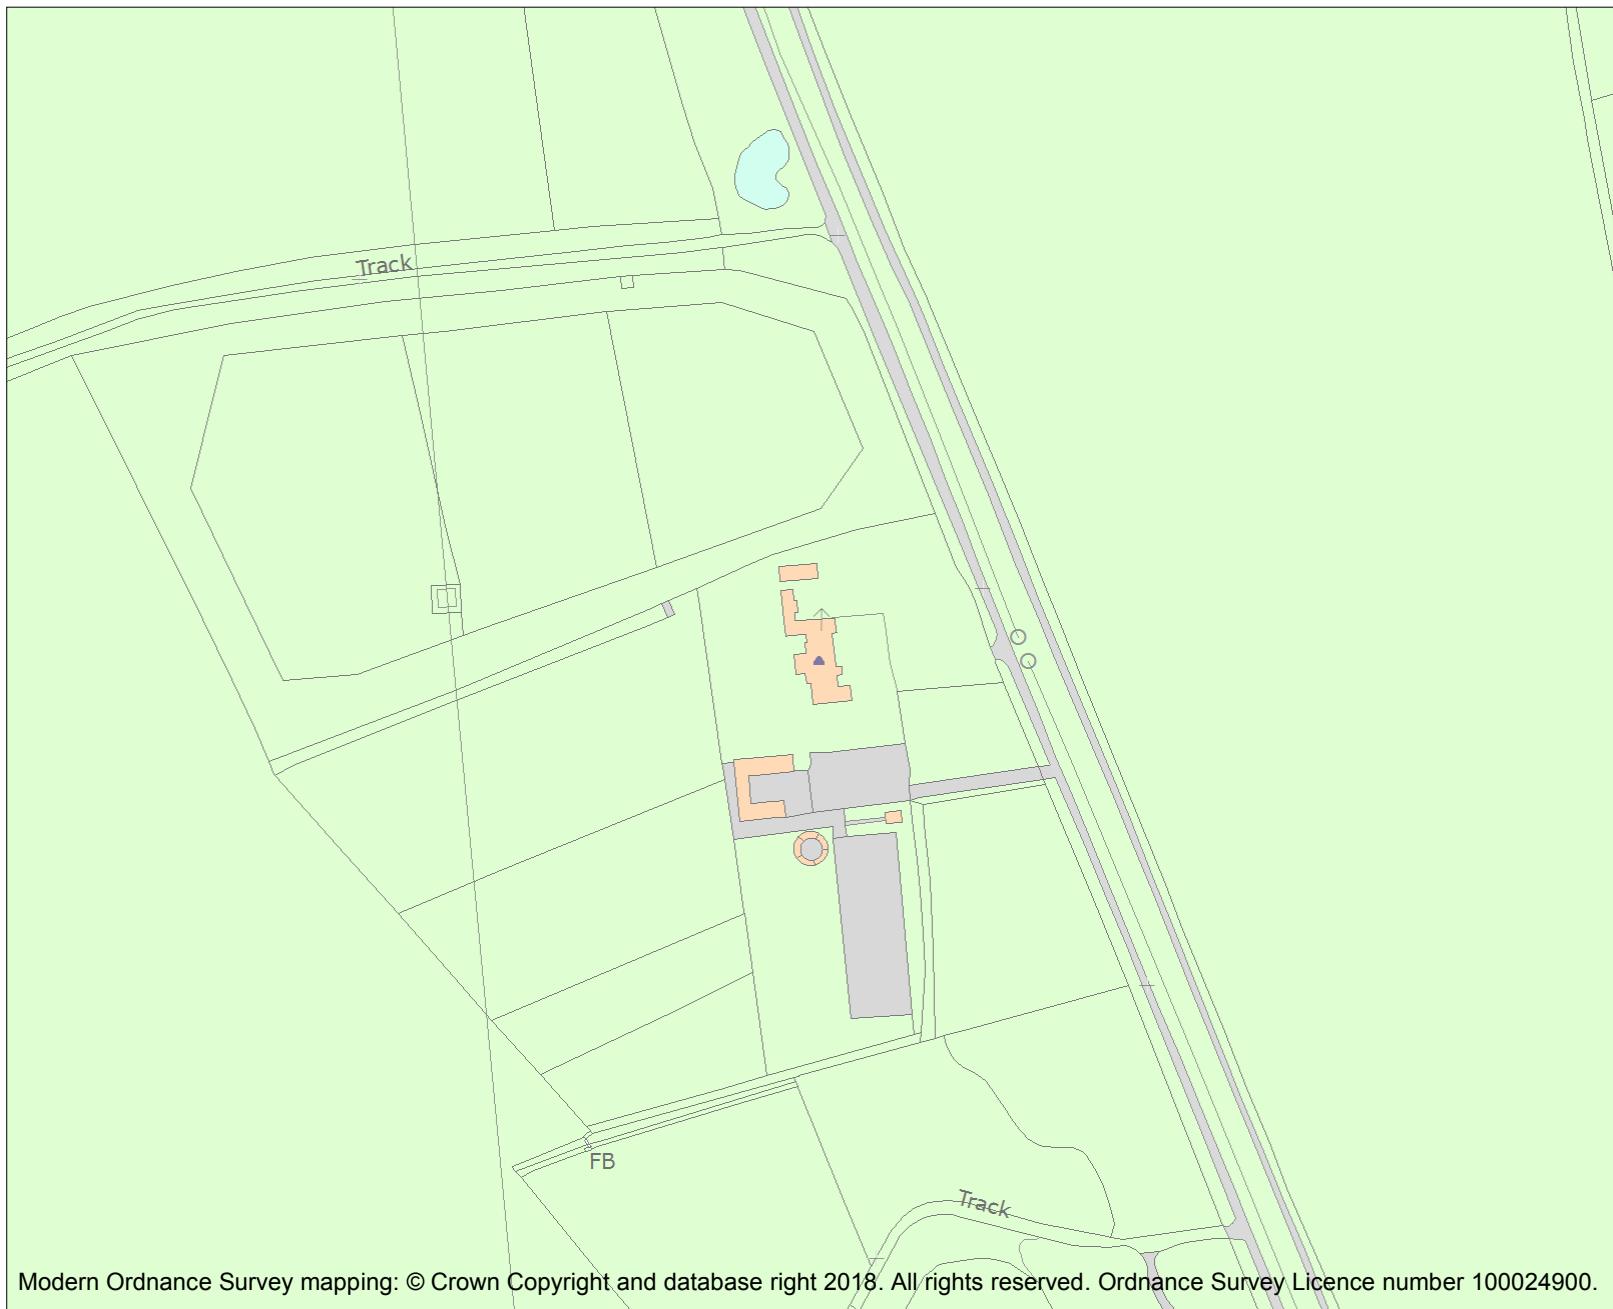 Track
FB
Track
Modern Ordnance Survey mapping: © Crown Copyright and database right 2018. All rights reserved. Ordnance Survey Licence number 100024900.